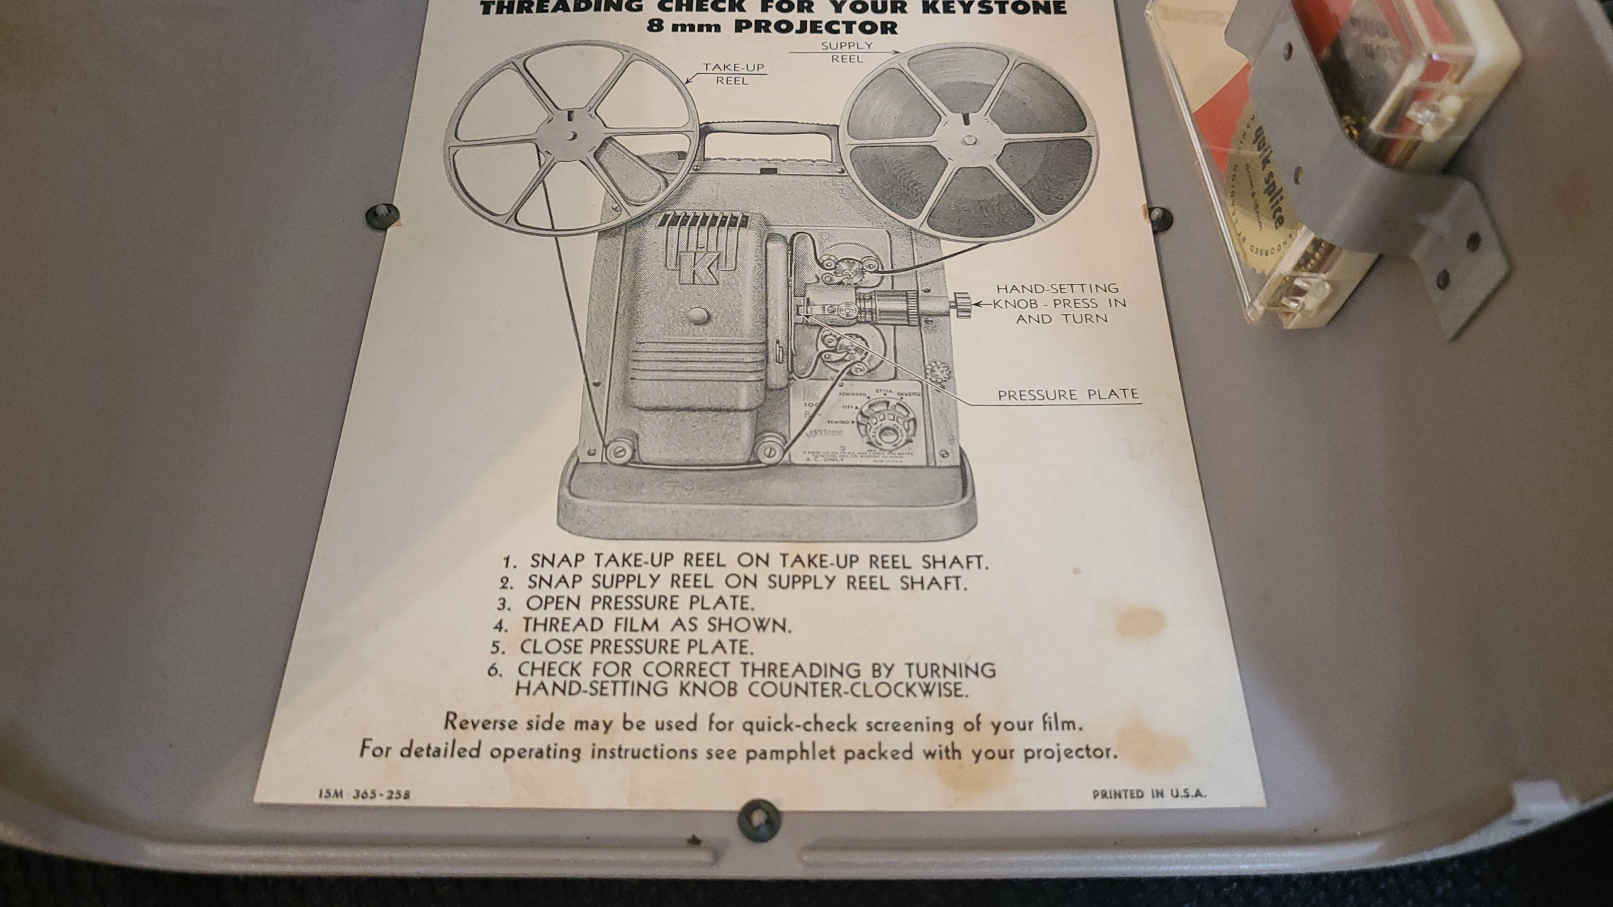 THREADING CHECK FOR YOUR KEYSTONE
8mm PROJECTOR
SUPPLY
REEL
TAKE-UP
REEL
K
HAND-SETTING
KNOB - PRESS IN
AND TURN
PRESSURE PLATE
1. SNAP TAKE-UP REEL ON TAKE-UP REEL SHAFT.
2. SNAP SUPPLY REEL ON SUPPLY REEL SHAFT.
3. OPEN PRESSURE PLATE.
4. THREAD FILM AS SHOWN.
5. CLOSE PRESSURE PLATE.
6. CHECK FOR CORRECT THREADING BY TURNING
HAND-SETTING KNOB COUNTER-CLOCKWISE.
Reverse side may be used for quick-check screening of your film.
For detailed operating instructions see pamphlet packed with your projector.
15M 365-258
PRINTED IN U.S.A.
quik splice